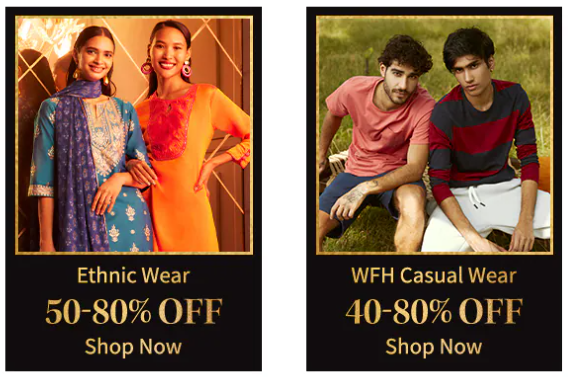 Ethnic Wear
50-80% OFF
Shop Now
WFH Casual Wear
40-80% OFF
Shop Now